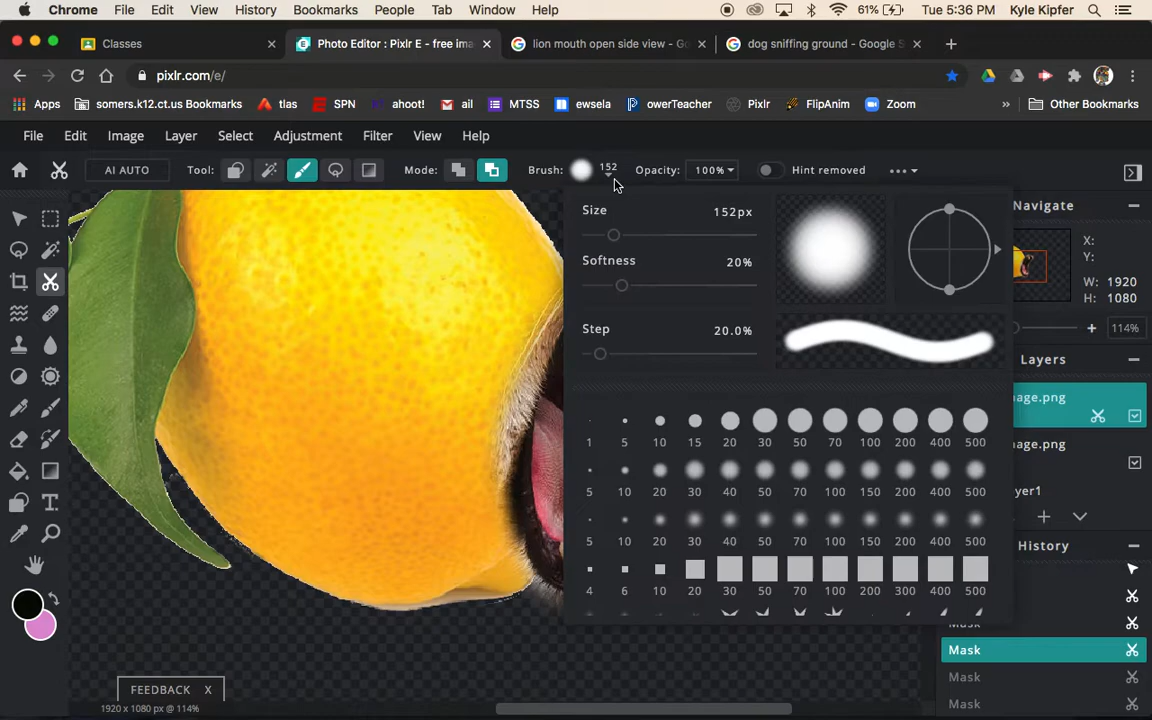 Chrome File Edit View History Bookmarks People Tab Window Help 61% Tue 5:36 PM Kyle Kipfer
Classes Photo Editor : Pixlr E - free ima lion mouth open side view - Go dog sniffing ground - Google S
pixlr.com/e/
Apps somers.k12.ct.us Bookmarks tlas SPN ahoot! ail MTSS ewsela owerTeacher Pixlr FlipAnim Zoom » Other Bookmarks
File Edit Image Layer Select Adjustment Filter View Help
AI AUTO Tool: Mode: Brush: 152 Opacity: 100% Hint removed
Size 152px
Softness 20%
Step 20.0%
1 5 10 15 20 30 50 70 100 200 400 500
5 10 20 30 40 50 70 100 150 200 400 500
5 10 20 30 40 50 70 100 150 200 400 500
4 6 10 20 30 40 50 100 200 300 400 500
Navigate
X:
Y:
W: 1920
H: 1080
114%
Layers
nage.png
nage.png
yer1
History
Mask
Mask
Mask
Mask
FEEDBACK X
1920 x 1080 px @ 114%